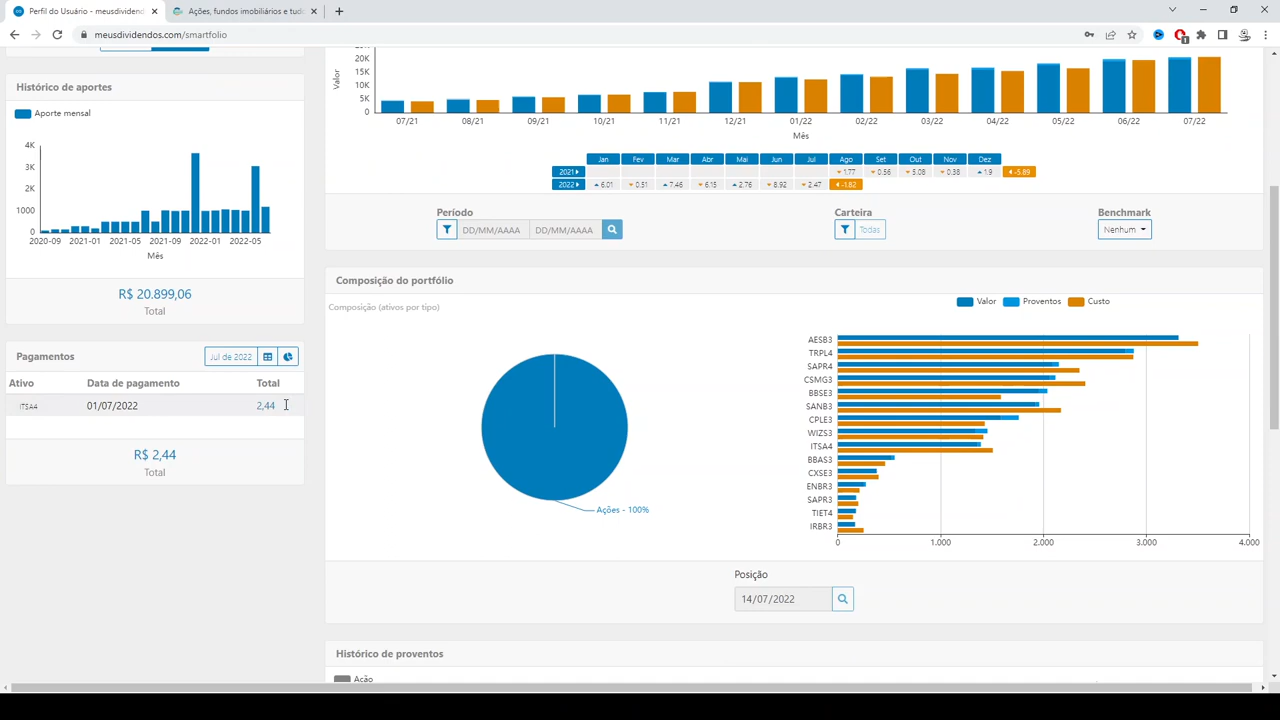 Perfil do Usuário - meusdividendos.com
Ações, fundos imobiliários e tudo
meusdividendos.com/smartfolio
Histórico de aportes
Aporte mensal
4K
3K
2K
1000
0
2020-09
2021-01
2021-05
2021-09
2022-01
2022-05
Mês
R$ 20.899,06
Total
Pagamentos
Jul de 2022
Ativo Data de pagamento Total
ITSA4 01/07/2022 2,44
R$ 2,44
Total
Valor
15K
10K
5K
0
07/21 08/21 09/21 10/21 11/21 12/21 01/22 02/22 03/22 04/22 05/22 06/22 07/22
Mês
Jan Fev Mar Abr Mai Jun Jul Ago Set Out Nov Dez
2021 1.77 0.56 5.08 0.38 1.9 -5.89
2022 6.01 0.51 7.46 6.15 2.76 8.92 2.47 -1.82
Período
DD/MM/AAAA DD/MM/AAAA
Carteira
Todas
Benchmark
Nenhum
Composição do portfólio
Composição (ativos por tipo)
Ações - 100%
Valor Proventos Custo
AESB3
TRPL4
SAPR4
CSMG3
BBSE3
SANB3
CPLE3
WIZS3
ITSA4
BBAS3
CXSE3
ENBR3
SAPR3
TIET4
IRBR3
0 1.000 2.000 3.000 4.000
Posição
14/07/2022
Histórico de proventos
Ação